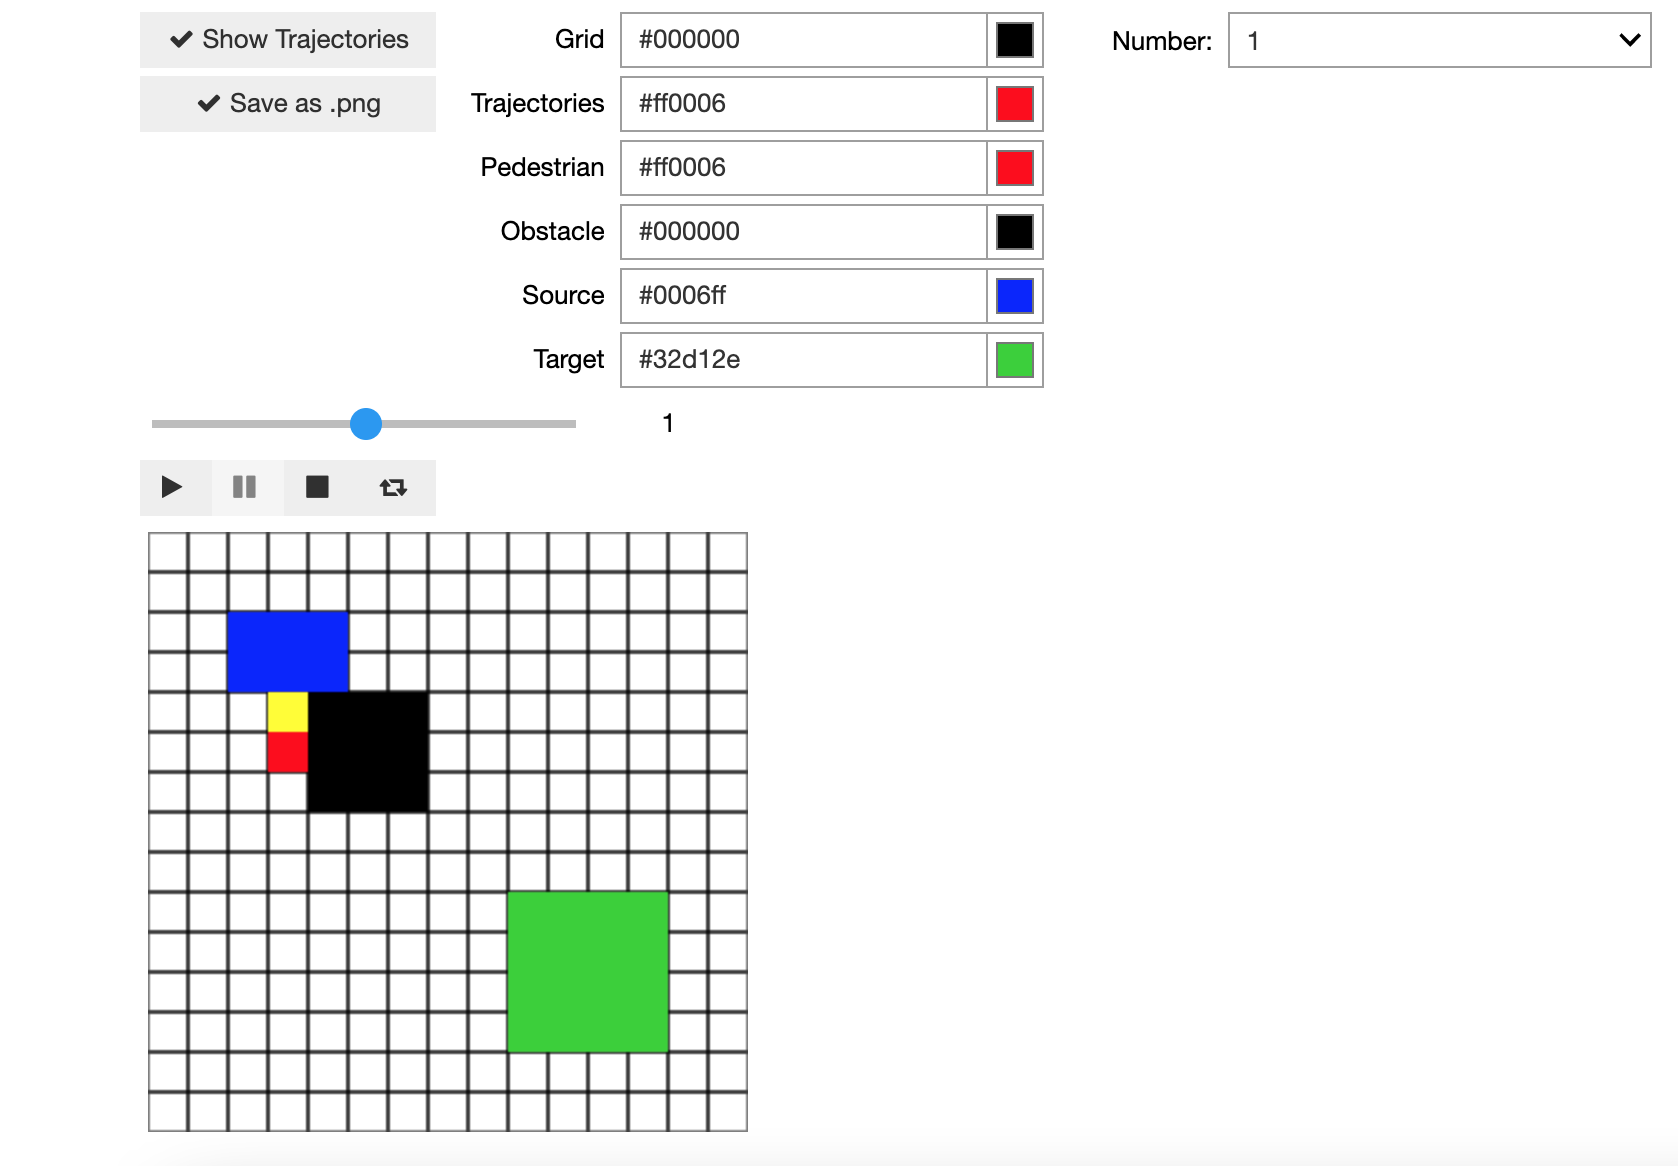 Show Trajectories
Grid
#000000
Number:
1
Save as .png
Trajectories
#ff0006
Pedestrian
#ff0006
Obstacle
#000000
Source
#0006ff
Target
#32d12e
1